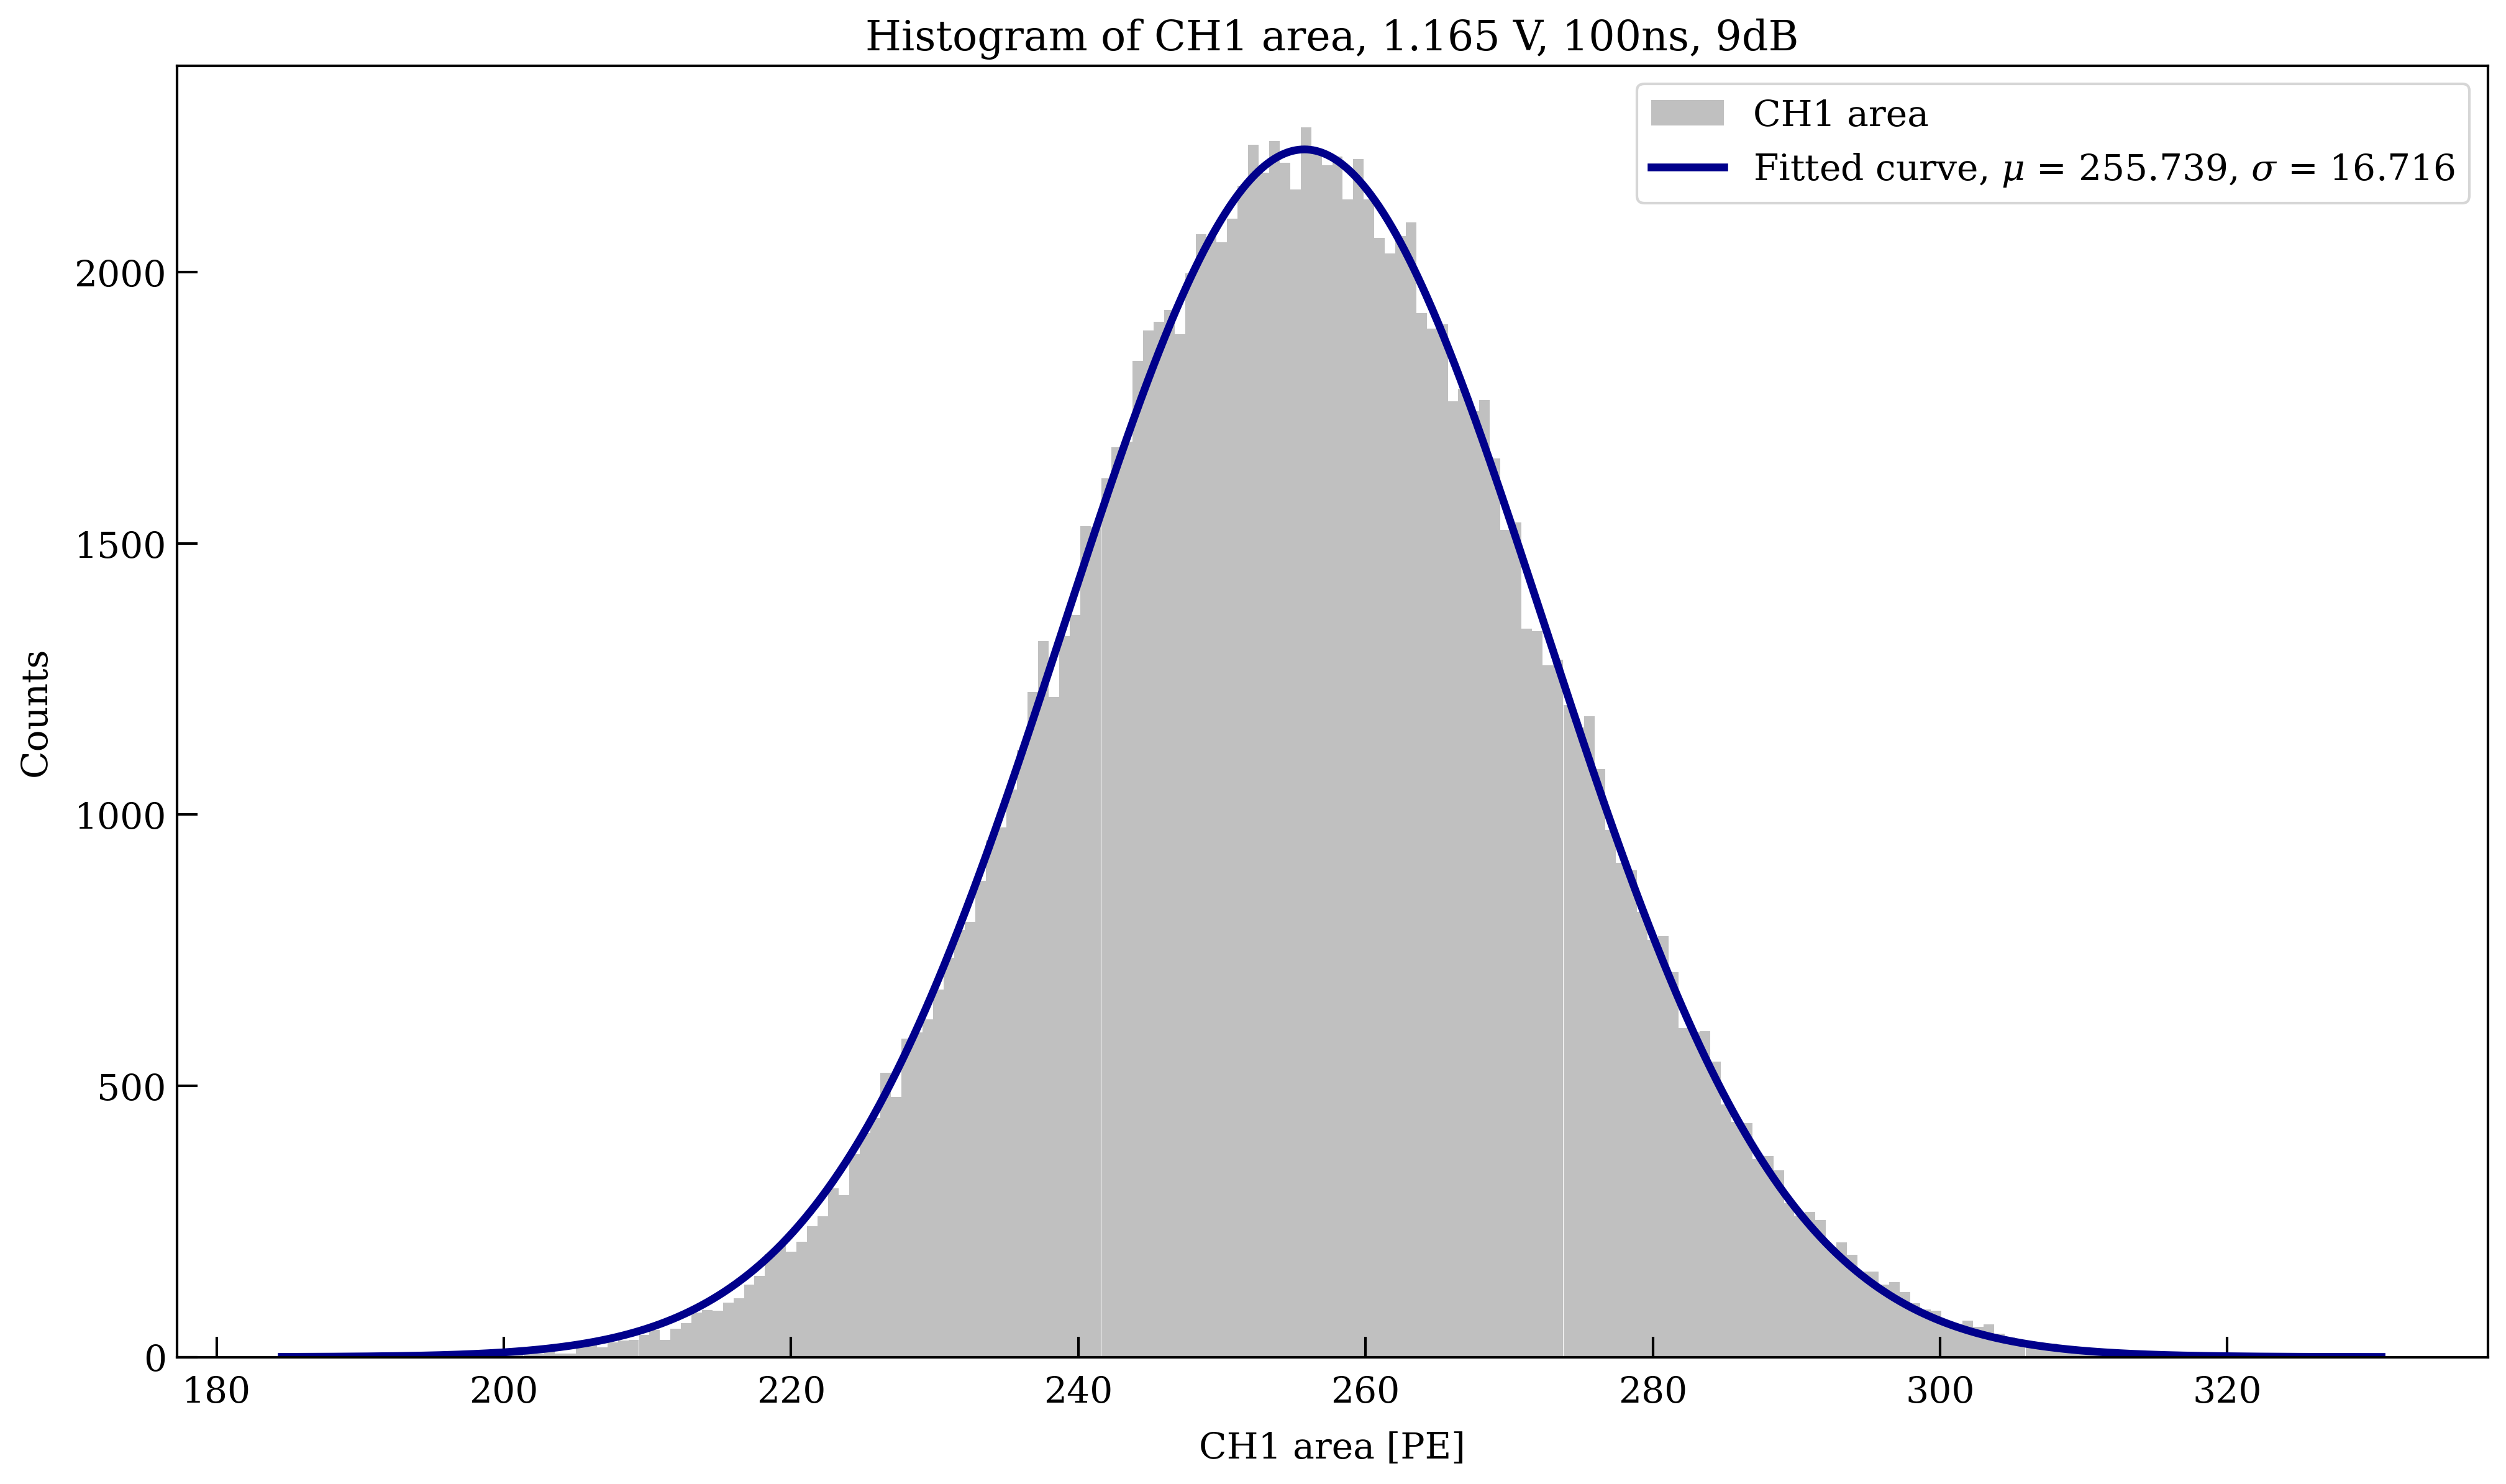 Histogram of CH1 area, 1.165 V, 100ns, 9dB
CH1 area
Fitted curve, μ = 255.739, σ = 16.716
2000
1500
1000
500
0
Counts
180 200 220 240 260 280 300 320
CH1 area [PE]